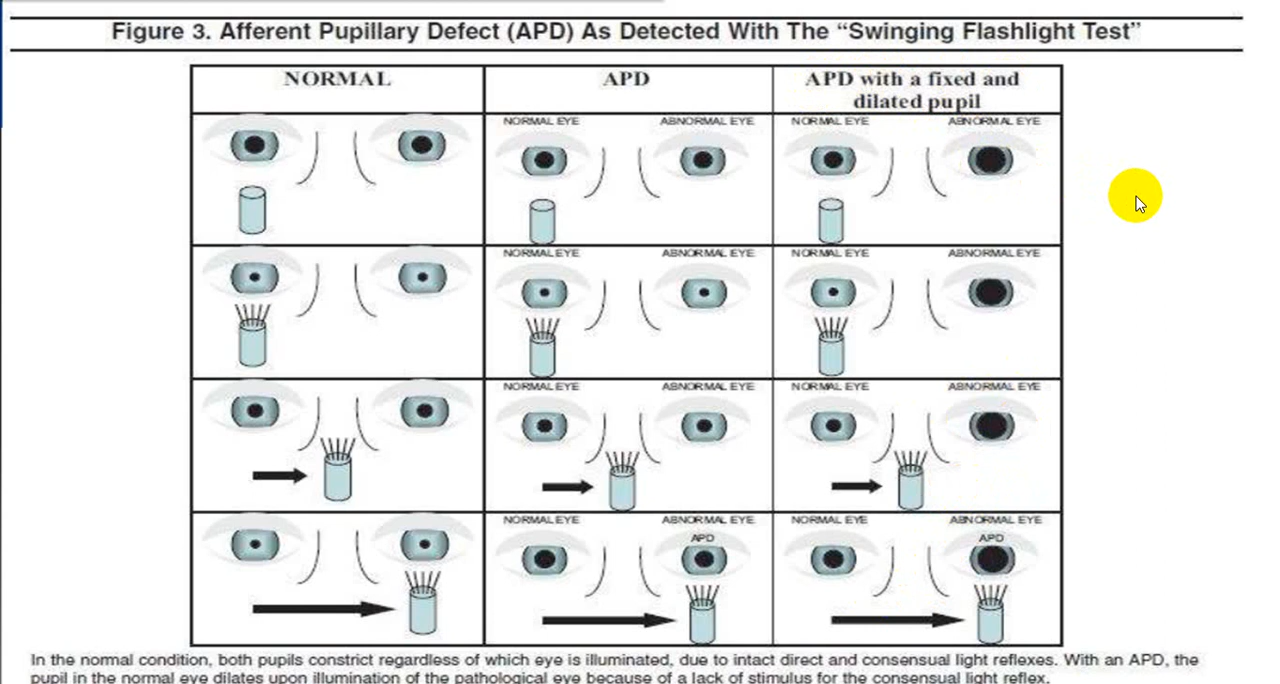 Figure 3. Afferent Pupillary Defect (APD) As Detected With The “Swinging Flashlight Test”
NORMAL
APD
APD with a fixed and
dilated pupil
NORMAL EYE
ABNORMAL EYE
NORMAL EYE
ABNORMAL EYE
NORMAL EYE
ABNORMAL EYE
NORMAL EYE
ABNORMAL EYE
NORMAL EYE
ABNORMAL EYE
NORMAL EYE
ABNORMAL EYE
NORMAL EYE
ABNORMAL EYE
APD
NORMAL EYE
ABNORMAL EYE
APD
In the normal condition, both pupils constrict regardless of which eye is illuminated, due to intact direct and consensual light reflexes. With an APD, the
pupil in the normal eye dilates upon illumination of the pathological eye because of a lack of stimulus for the consensual light reflex.